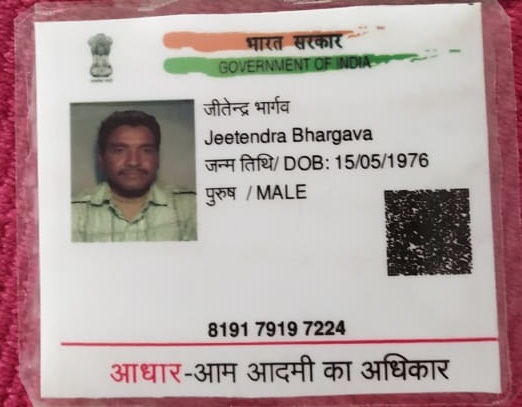 भारत सरकार
GOVERNMENT OF INDIA
जीतेन्द्र भार्गव
Jeetendra Bhargava
जन्म तिथि/ DOB: 15/05/1976
पुरुष / MALE
8191 7919 7224
आधार-आम आदमी का अधिकार